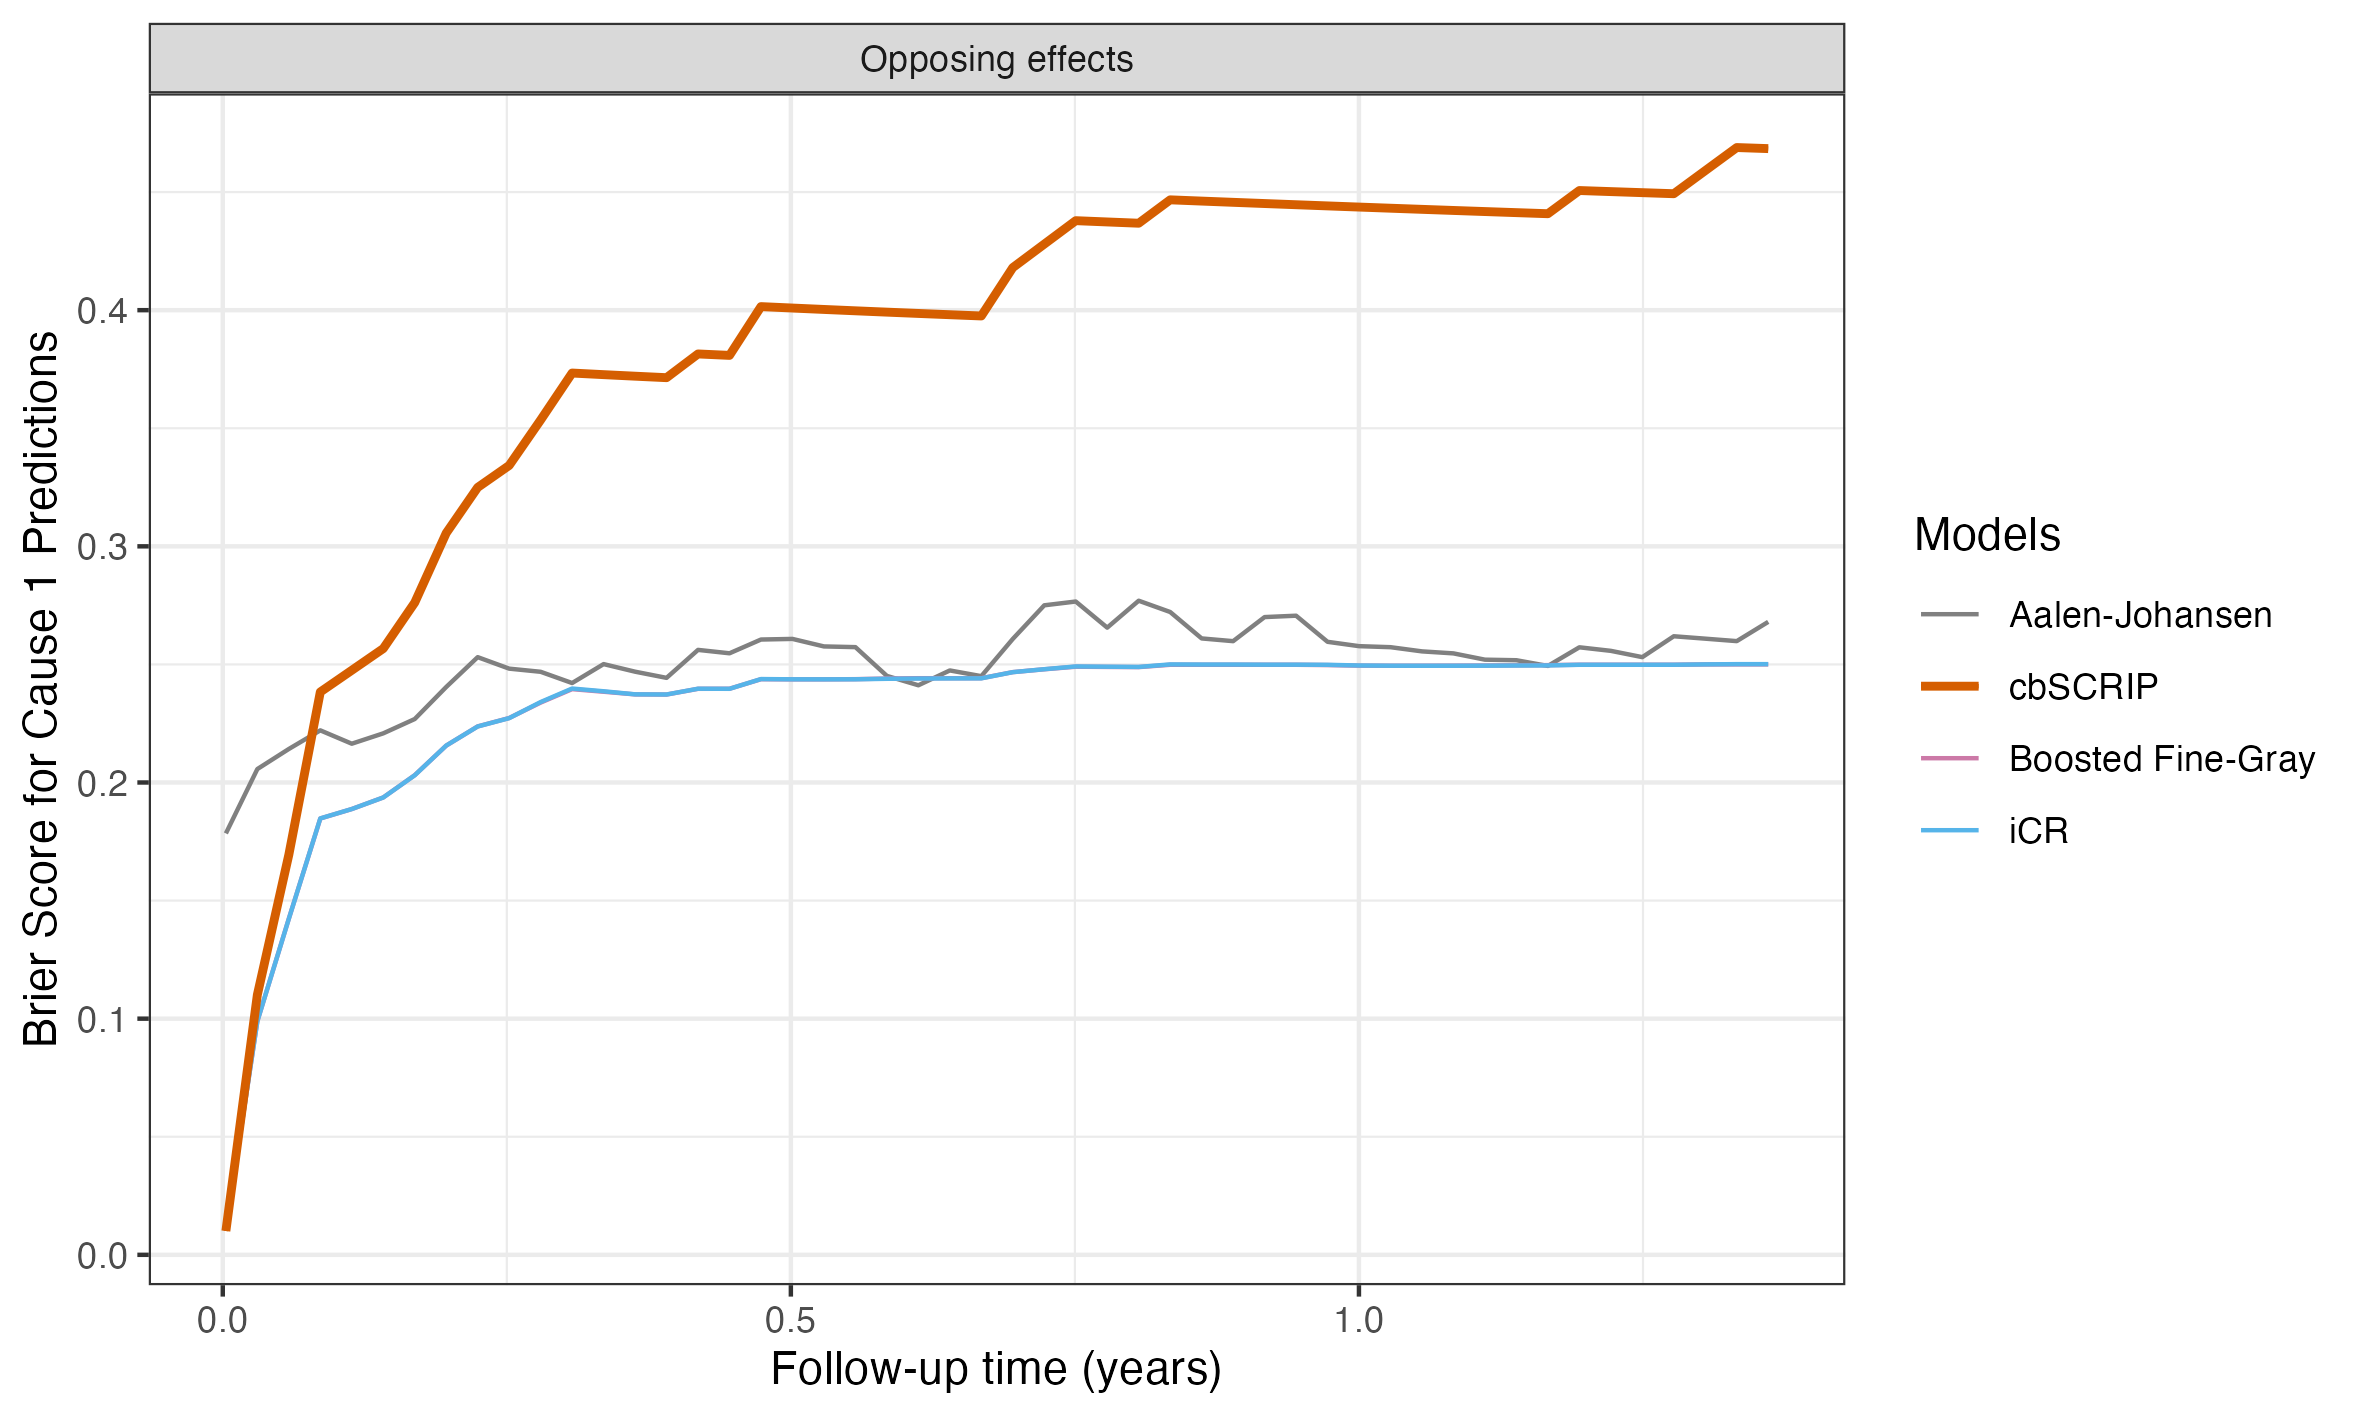 Opposing effects
Brier Score for Cause 1 Predictions
0.4
0.3
0.2
0.1
0.0
0.0
0.5
1.0
Follow-up time (years)
Models
Aalen-Johansen
cbSCRIP
Boosted Fine-Gray
iCR